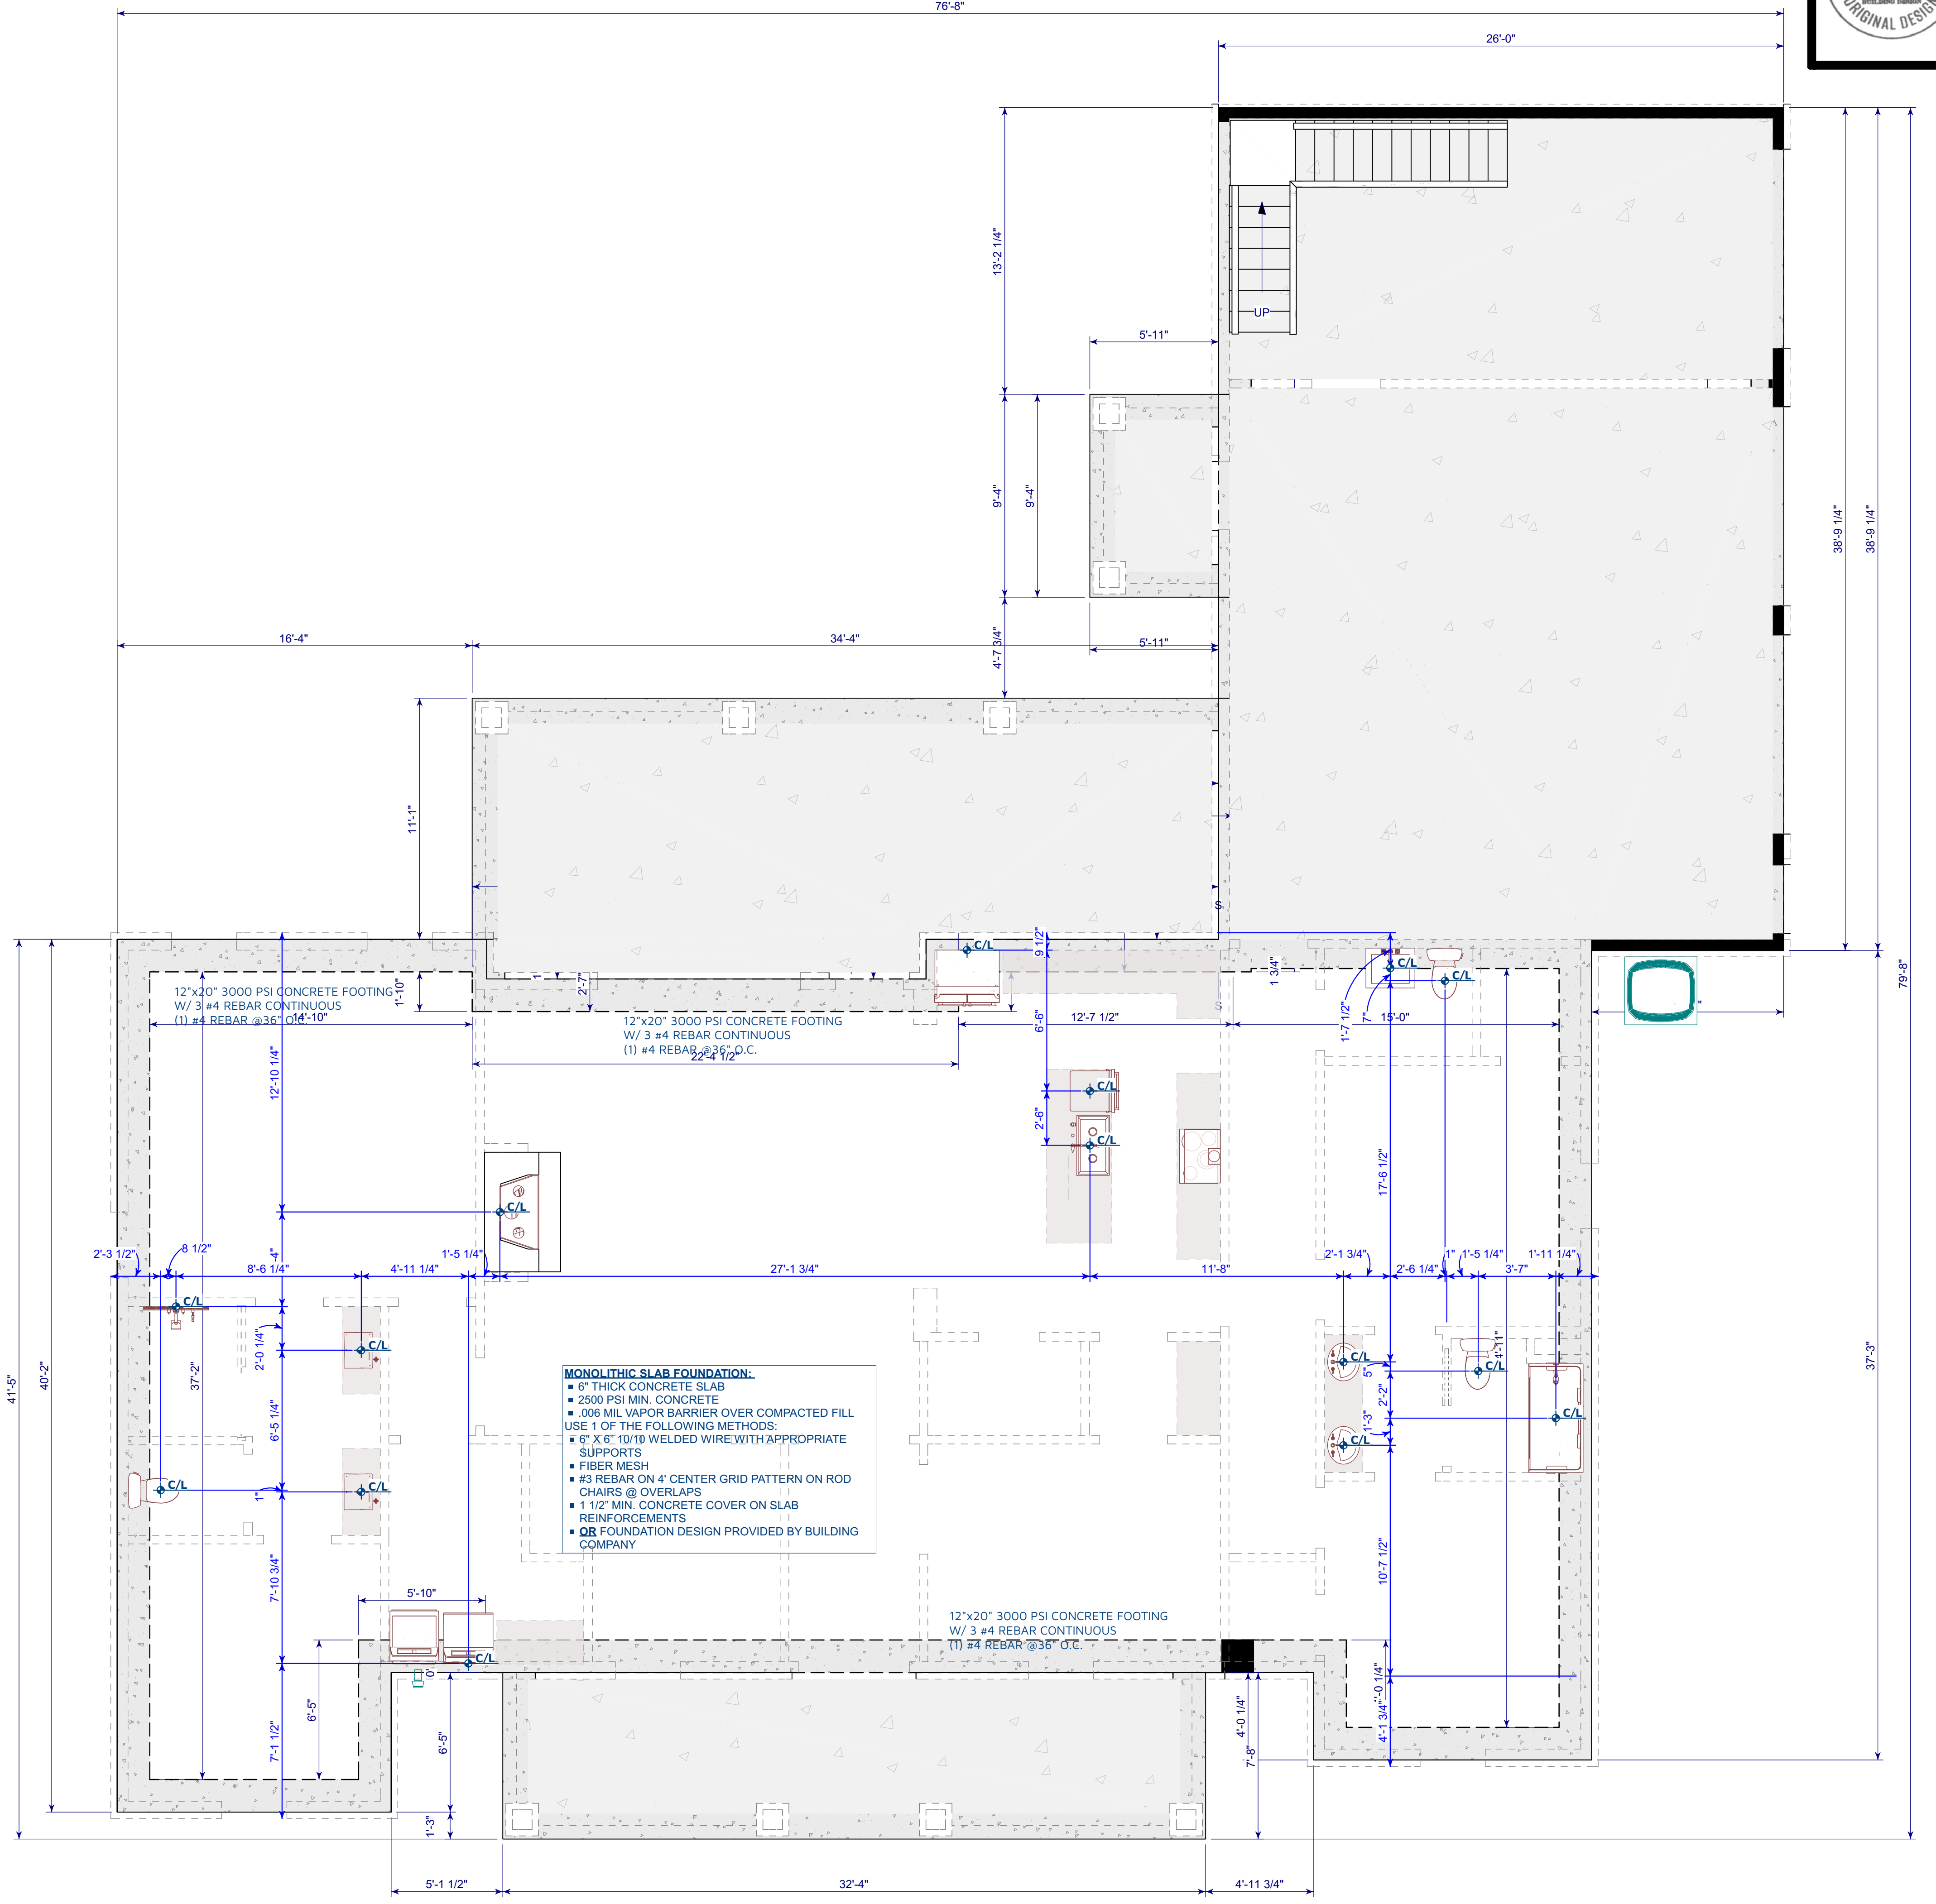 76'-8"
BUILDING DESIGN
ORIGINAL DESIGN
26'-0"
13'-2 1/4"
UP
5'-11"
9'-4"
9'-4"
38'-9 1/4"
38'-9 1/4"
4'-7 3/4"
5'-11"
16'-4"
34'-4"
11'-1"
S
79'-8"
9 1/2"
C/L
1'-10"
2'-7"
1
1 3/4"
C/L
C/L
12"x20" 3000 PSI CONCRETE FOOTING
W/ 3 #4 REBAR CONTINUOUS
(1) #4 REBAR @36" O.C.
14'-10"
12"x20" 3000 PSI CONCRETE FOOTING
W/ 3 #4 REBAR CONTINUOUS
(1) #4 REBAR @36" O.C.
22'-4 1/2"
6'-6"
12'-7 1/2"
S
1'-7 1/2"
7"
15'-0"
"
12'-10 1/4"
C/L
2'-6"
C/L
17'-6 1/2"
C/L
2'-3 1/2"
8 1/2"
-4"
8'-6 1/4"
4'-11 1/4"
1'-5 1/4"
27'-1 3/4"
11'-8"
2'-1 3/4"
2'-6 1/4"
1"
1'-5 1/4"
3'-7"
1'-11 1/4"
C/L
2'-0 1/4"
C/L
37'-2"
C/L
5"
C/L
4'-11"
41'-5"
40'-2"
37'-3"
2'-2"
1'-3"
C/L
C/L
6'-5 1/4"
1"
C/L
C/L
MONOLITHIC SLAB FOUNDATION:
▪ 6" THICK CONCRETE SLAB
▪ 2500 PSI MIN. CONCRETE
▪ .006 MIL VAPOR BARRIER OVER COMPACTED FILL
USE 1 OF THE FOLLOWING METHODS:
▪ 6" X 6" 10/10 WELDED WIRE WITH APPROPRIATE
SUPPORTS
▪ FIBER MESH
▪ #3 REBAR ON 4' CENTER GRID PATTERN ON ROD
CHAIRS @ OVERLAPS
▪ 1 1/2" MIN. CONCRETE COVER ON SLAB
REINFORCEMENTS
▪ OR FOUNDATION DESIGN PROVIDED BY BUILDING
COMPANY
7'-10 3/4"
5'-10"
10'-7 1/2"
12"x20" 3000 PSI CONCRETE FOOTING
W/ 3 #4 REBAR CONTINUOUS
(1) #4 REBAR @36" O.C.
C/L
0"
6'-5"
7'-1 1/2"
6'-5"
4'-0 1/4"
7'-8"
'-0 1/4"
4'-1 3/4"
1'-3"
5'-1 1/2"
32'-4"
4'-11 3/4"